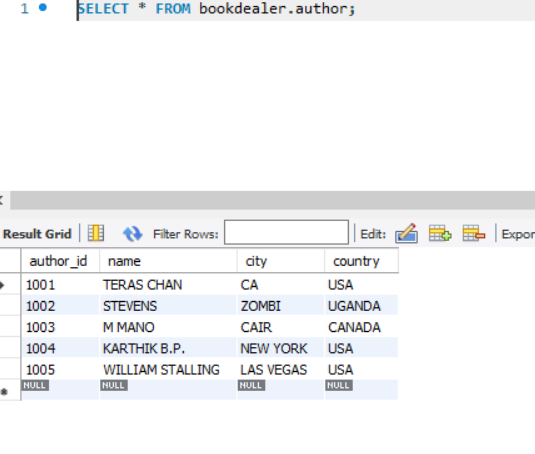 1 SELECT * FROM bookdealer.author;
Result Grid Filter Rows: Edit: Expor
author_id name city country
1001 TERAS CHAN CA USA
1002 STEVENS ZOMBI UGANDA
1003 M MANO CAIR CANADA
1004 KARTHIK B.P. NEW YORK USA
1005 WILLIAM STALLING LAS VEGAS USA
NULL NULL NULL NULL